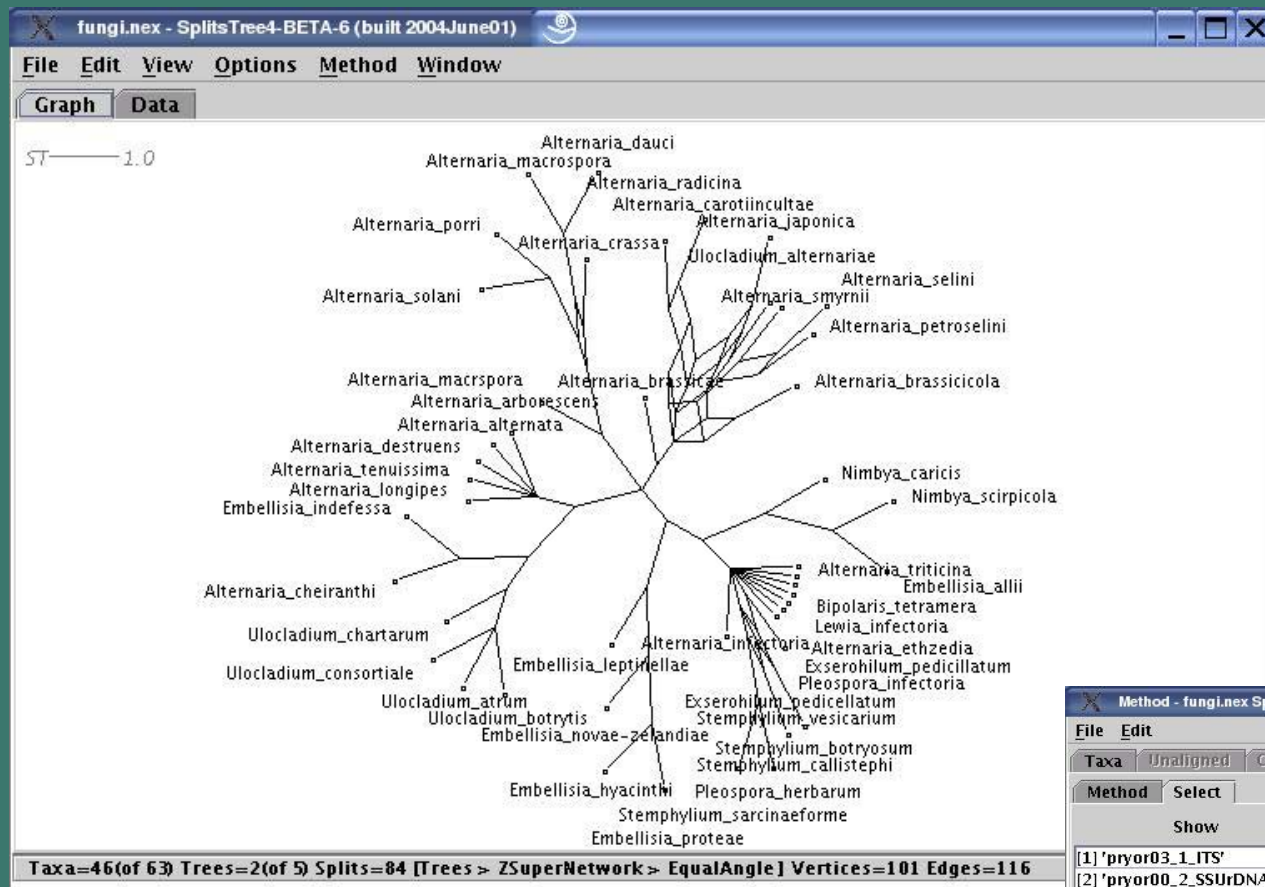 fungi.nex - SplitsTree4-BETA-6 (built 2004June01)
File Edit View Options Method Window
Graph Data
ST 1.0
Alternaria_dauci
Alternaria_macrospora
Alternaria_radicina
Alternaria_carotiincultae
Alternaria_porri
Alternaria_japonica
Alternaria_crassa
Ulocladium_alternariae
Alternaria_selini
Alternaria_solani
Alternaria_smyrnii
Alternaria_petroselini
Alternaria_macrspora
Alternaria_brassicae
Alternaria_brassicicola
Alternaria_arborescens
Alternaria_alternata
Alternaria_destruens
Alternaria_tenuissima
Nimbya_caricis
Alternaria_longipes
Nimbya_scirpicola
Embellisia_indefessa
Alternaria_triticina
Alternaria_cheiranthi
Embellisia_allii
Bipolaris_tetramera
Lewia_infectoria
Ulocladium_chartarum
Alternaria_infectoria
Alternaria_ethzedia
Embellisia_leptinellae
Exserohilum_pedicillatum
Ulocladium_consortiale
Pleospora_infectoria
Ulocladium_atrum
Exserohilum_pedicellatum
Ulocladium_botrytis
Stemphylium_vesicarium
Embellisia_novae-zelandiae
Stemphylium_botryosum
Stemphylium_callistephi
Embellisia_hyacinthi
Pleospora_herbarum
Stemphylium_sarcinaeforme
Embellisia_proteae
Taxa=46(of 63) Trees=2(of 5) Splits=84 [Trees > ZSuperNetwork > EqualAngle] Vertices=101 Edges=116
Method - fungi.nex Sp
File Edit
Taxa Unaligned
Method Select
Show
[1] 'pryor03_1_ITS'
[2] 'pryor00_2_SSUrDNA